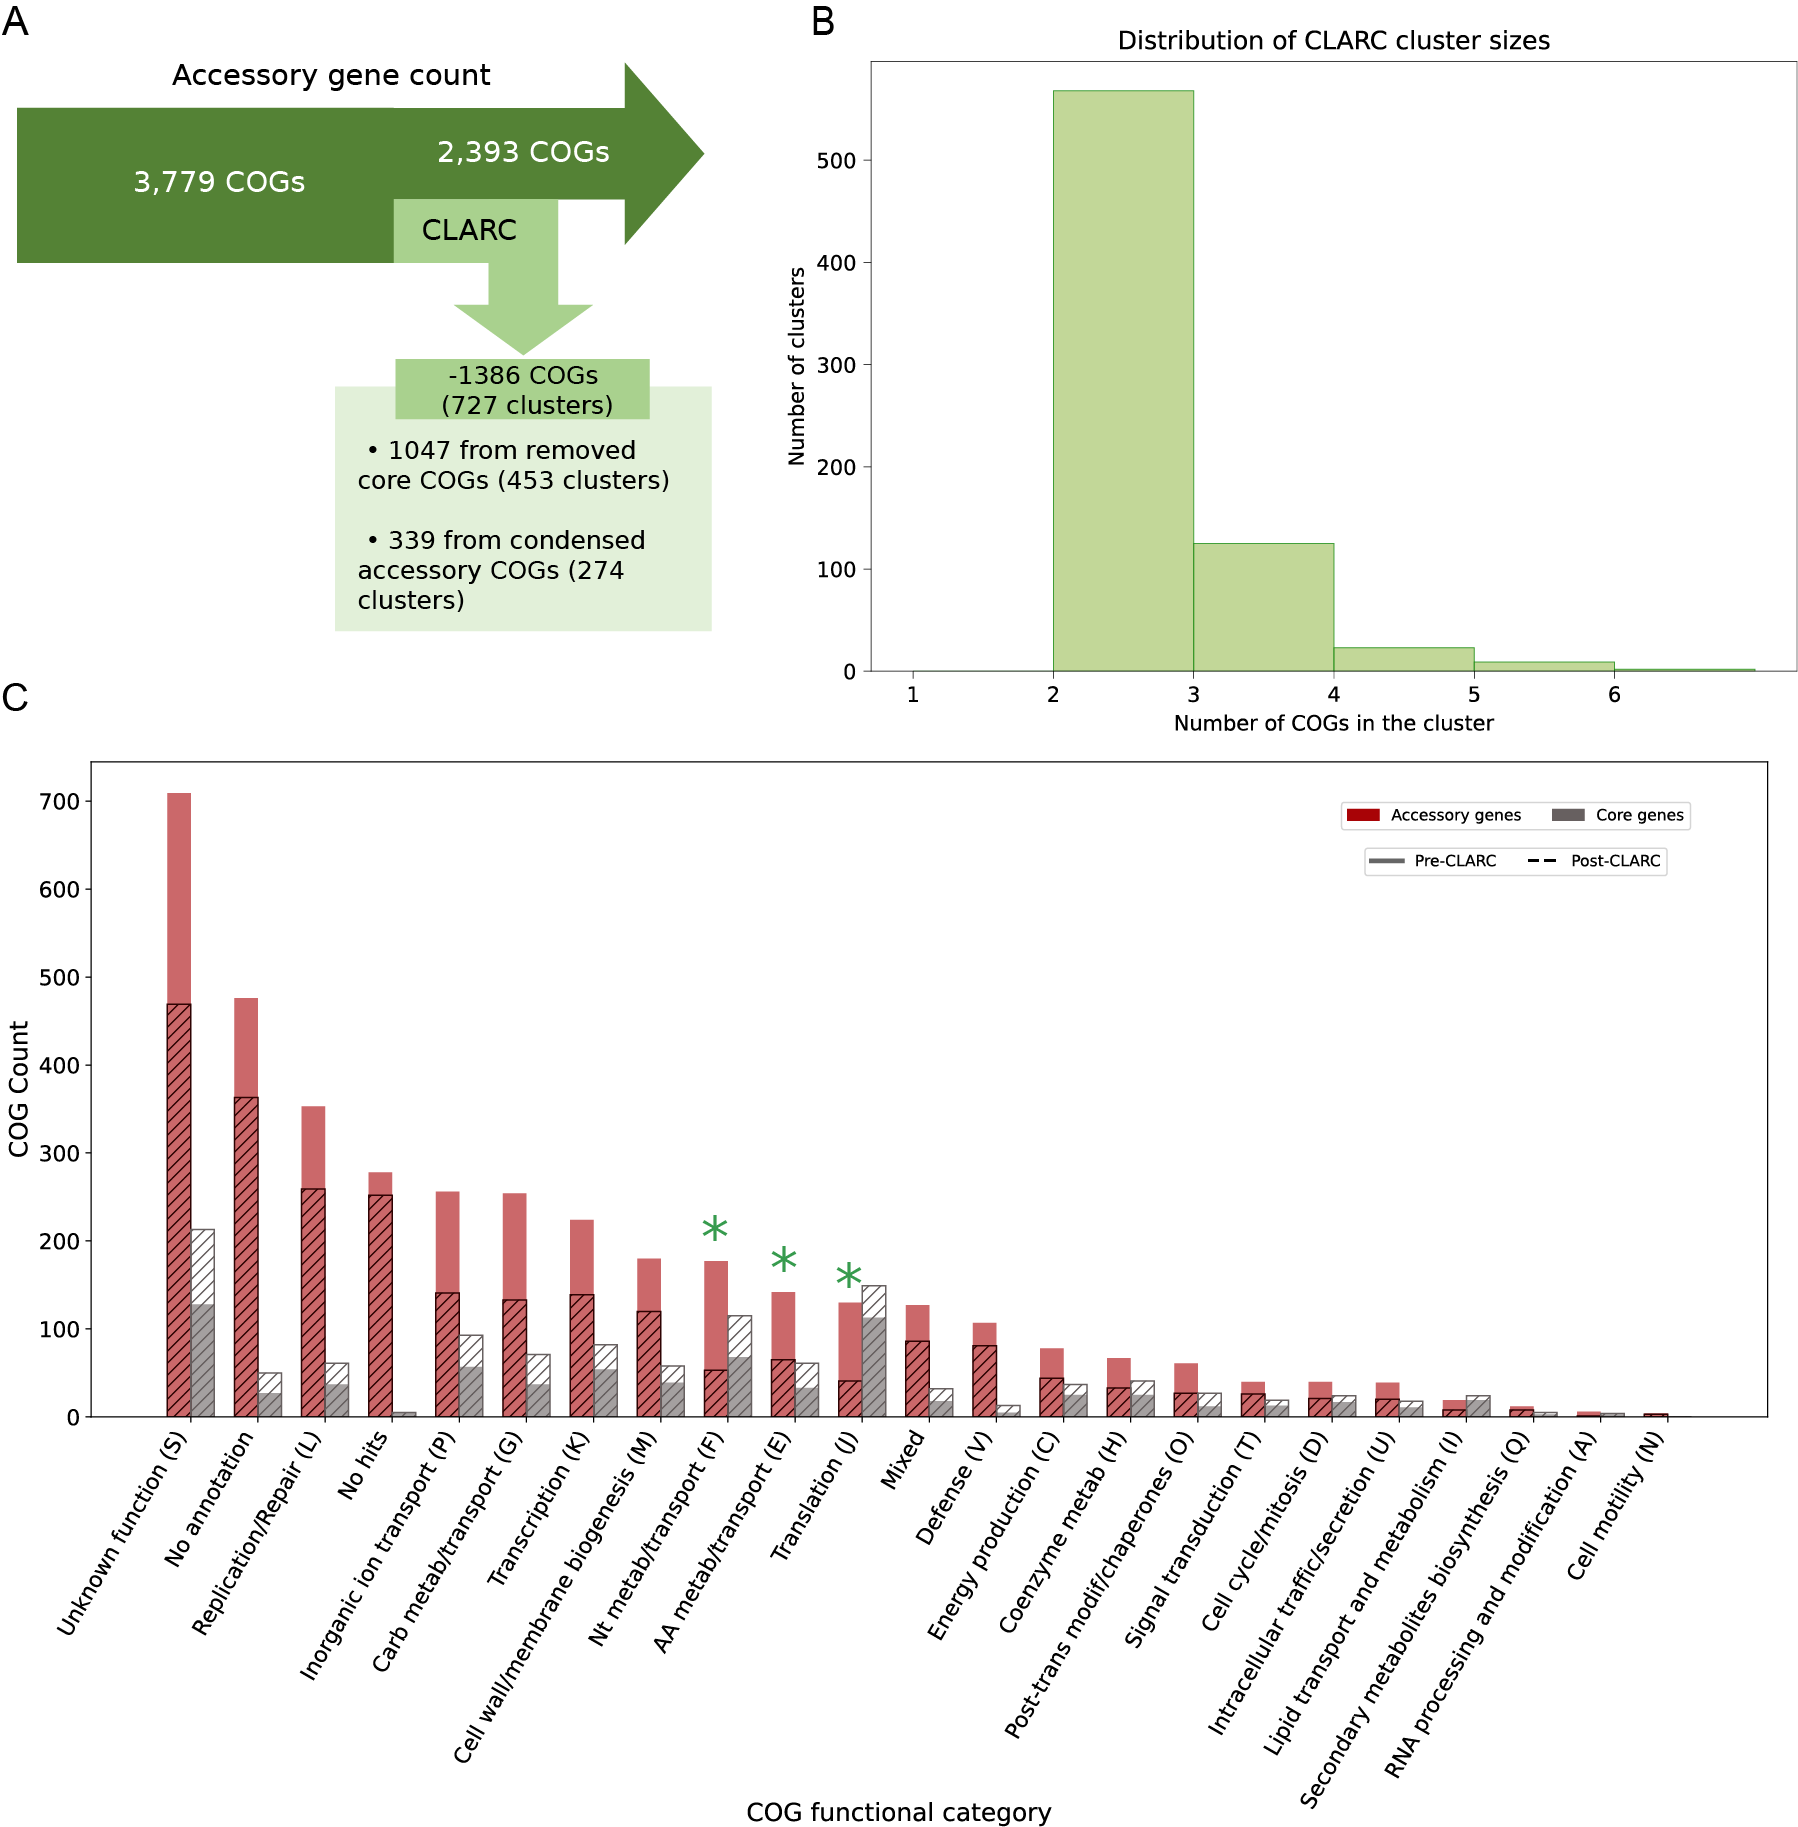 A
Accessory gene count
3,779 COGs
2,393 COGs
CLARC
-1386 COGs
(727 clusters)
• 1047 from removed
core COGs (453 clusters)
• 339 from condensed
accessory COGs (274
clusters)
B
Distribution of CLARC cluster sizes
Number of clusters
500
400
300
200
100
0
1 2 3 4 5 6
Number of COGs in the cluster
C
COG Count
700
600
500
400
300
200
100
0
Accessory genes
Core genes
Pre-CLARC
Post-CLARC
*
*
*
Unknown function (S)
No annotation
Replication/Repair (L)
No hits
Inorganic ion transport (P)
Carb metab/transport (G)
Transcription (K)
Cell wall/membrane biogenesis (M)
Nt metab/transport (F)
AA metab/transport (E)
Translation (J)
Mixed
Defense (V)
Energy production (C)
Coenzyme metab (H)
Post-trans modif/chaperones (O)
Signal transduction (T)
Cell cycle/mitosis (D)
Intracellular traffic/secretion (U)
Lipid transport and metabolism (I)
Secondary metabolites biosynthesis (Q)
RNA processing and modification (A)
Cell motility (N)
COG functional category